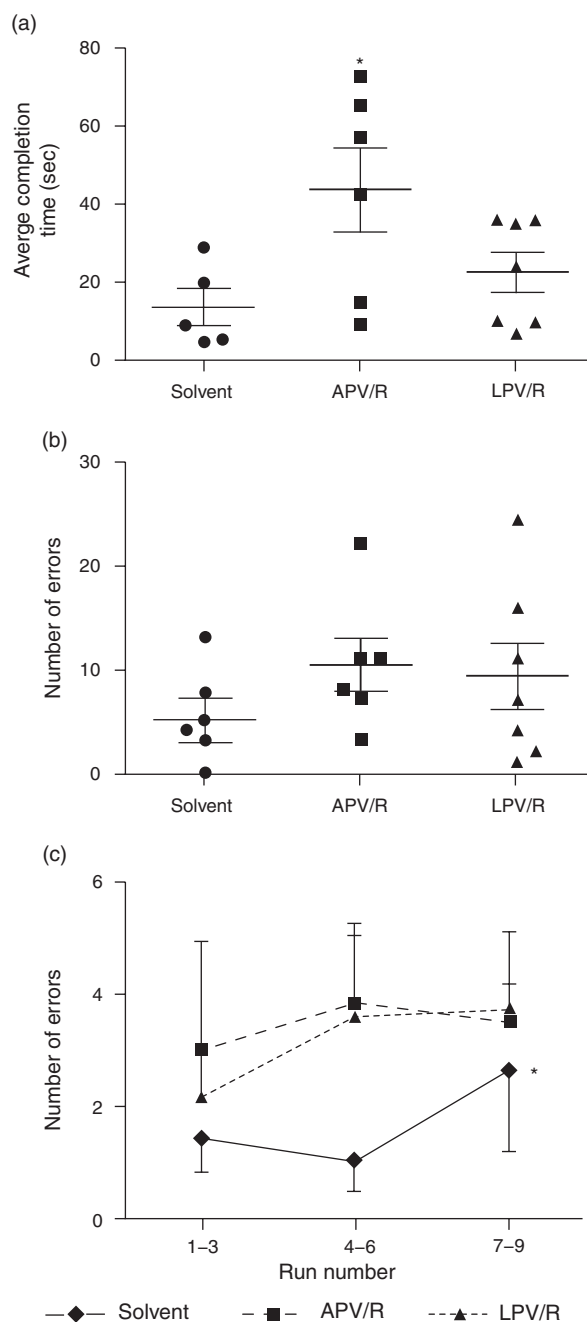 (a)
80
60
40
20
0
Averge completion
time (sec)
*
Solvent
APV/R
LPV/R
(b)
30
20
10
0
Number of errors
Solvent
APV/R
LPV/R
(c)
6
4
2
0
Number of errors
*
1–3
4–6
7–9
Run number
Solvent
APV/R
LPV/R